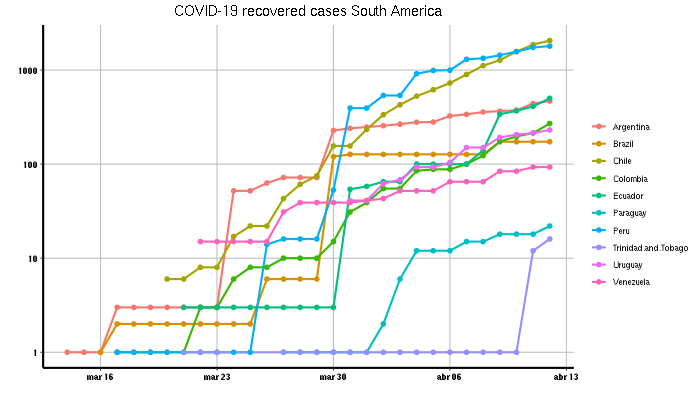 COVID-19 recovered cases South America
1000
100
10
1
mar 16
mar 23
mar 30
abr 06
abr 13
Argentina
Brazil
Chile
Colombia
Ecuador
Paraguay
Peru
Trinidad.and.Tobago
Uruguay
Venezuela